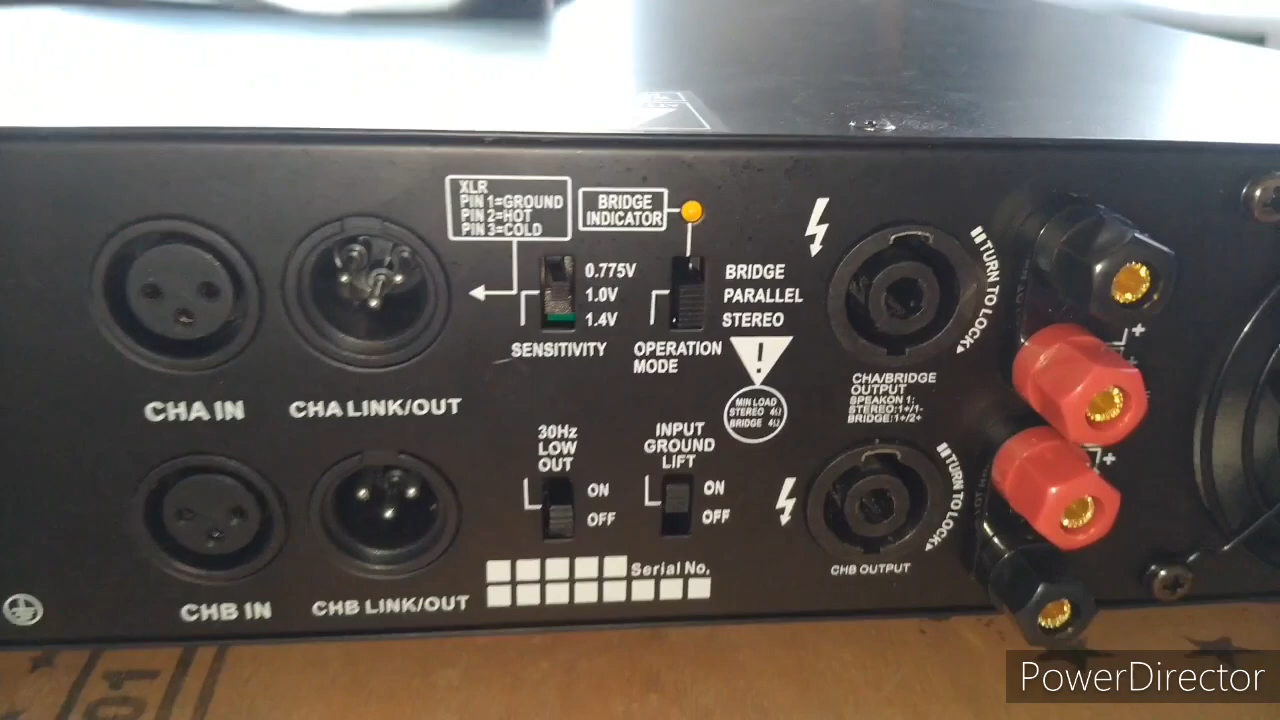 XLR
PIN 1=GROUND
PIN 2=HOT
PIN 3=COLD
BRIDGE
INDICATOR
0.775V
1.0V
1.4V
SENSITIVITY
BRIDGE
PARALLEL
STEREO
OPERATION
MODE
!
MIN LOAD
STEREO 4Ω
BRIDGE 4Ω
TURN TO LOCK
CHA IN
CHA LINK/OUT
CHA/BRIDGE
OUTPUT
SPEAKON 1:
STEREO:1+/1-
BRIDGE:1+/2+
30Hz
LOW
OUT
ON
OFF
INPUT
GROUND
LIFT
ON
OFF
TURN TO LOCK
CHB IN
CHB LINK/OUT
Serial No.
CHB OUTPUT
+
+
01
PowerDirector